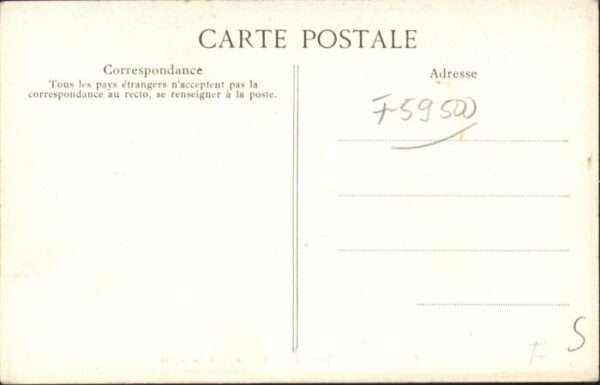 CARTE POSTALE
Correspondance
Tous les pays étrangers n'acceptent pas la
correspondance au recto, se renseigner à la poste.
Adresse
F59500
S
F